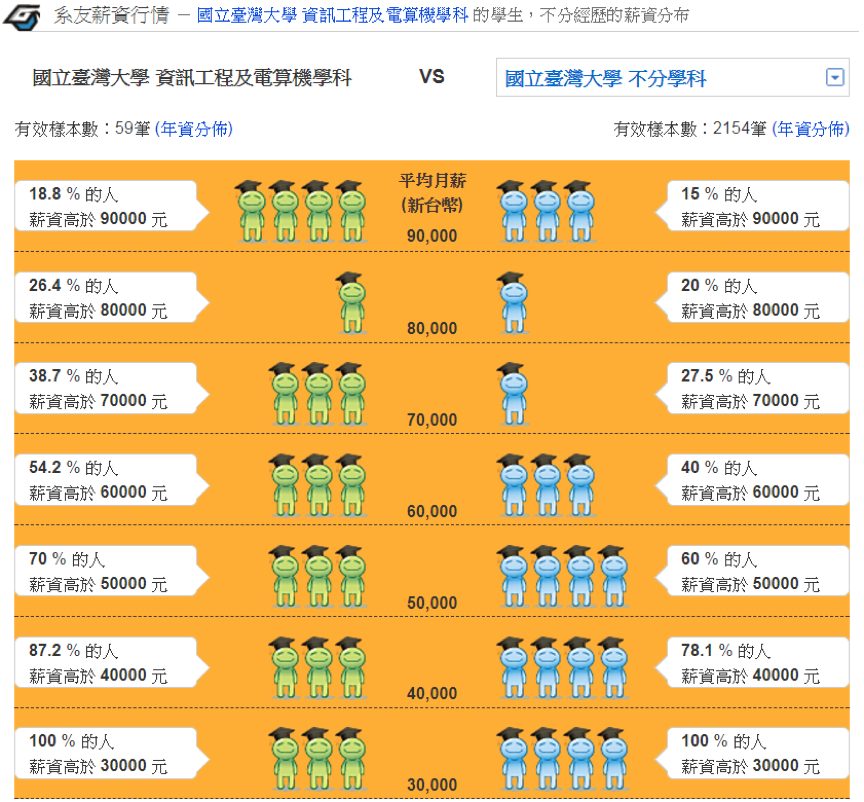 系友薪資行情 － 國立臺灣大學 資訊工程及電算機學科 的學生，不分經歷的薪資分布
國立臺灣大學 資訊工程及電算機學科 VS 國立臺灣大學 不分學科
有效樣本數：59筆 (年資分佈) 有效樣本數：2154筆 (年資分佈)
平均月薪
(新台幣)
18.8 % 的人
薪資高於 90000 元
90,000
15 % 的人
薪資高於 90000 元
26.4 % 的人
薪資高於 80000 元
80,000
20 % 的人
薪資高於 80000 元
38.7 % 的人
薪資高於 70000 元
70,000
27.5 % 的人
薪資高於 70000 元
54.2 % 的人
薪資高於 60000 元
60,000
40 % 的人
薪資高於 60000 元
70 % 的人
薪資高於 50000 元
50,000
60 % 的人
薪資高於 50000 元
87.2 % 的人
薪資高於 40000 元
40,000
78.1 % 的人
薪資高於 40000 元
100 % 的人
薪資高於 30000 元
30,000
100 % 的人
薪資高於 30000 元